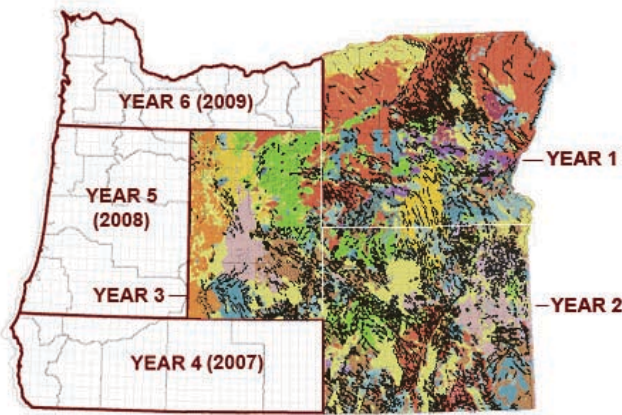 YEAR 6 (2009)
YEAR 1
YEAR 5
(2008)
YEAR 3
YEAR 2
YEAR 4 (2007)